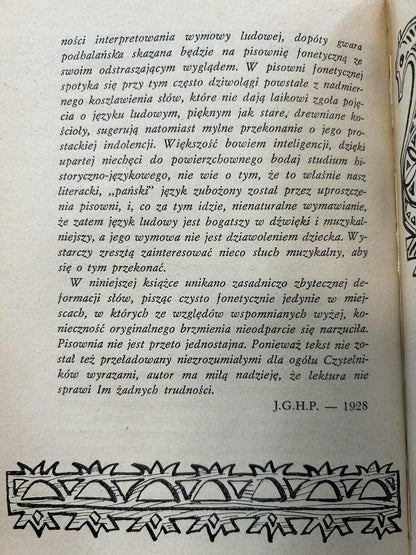 ności interpretowania wymowy ludowej, dopóty gwara
podhalańska skazana będzie na pisownię fonetyczną ze
swoim odstraszającym wyglądem. W pisowni fonetycznej
spotyka się przy tym często dziwolągi powstałe z nadmier-
nego koszlawienia słów, które nie dają laikowi zgoła poję-
cia o języku ludowym, pięknym jak stare, drewniane ko-
ścioły, sugerują natomiast mylne przekonanie o jego pro-
stackiej indolencji. Większość bowiem inteligencji, dzięki
upartej niechęci do powierzchownego bodaj studium hi-
storyczno-językowego, nie wie o tym, że to właśnie nasz
literacki, „pański” język zubożony został przez uproszcze-
nia pisowni, i, co za tym idzie, nienaturalne wymawianie,
że zatem język ludowy jest bogatszy w dźwięki i muzykal-
niejszy, a jego wymowa nie jest dziawoleniem dziecka. Wy-
starczy zresztą zainteresować nieco słuch muzykalny, aby
się o tym przekonać.
W niniejszej książce unikano zasadniczo zbytecznej de-
formacji słów, pisząc czysto fonetycznie jedynie w miej-
scach, w których ze względów wspomnianych wyżej, ko-
nieczność oryginalnego brzmienia nieodparcie się narzuciła.
Pisownia nie jest przeto jednostajna. Ponieważ tekst nie zo-
stał też przeładowany niezrozumiałymi dla ogółu Czytelni-
ków wyrazami, autor ma miłą nadzieję, że lektura nie
sprawi Im żadnych trudności.
J.G.H.P. — 1928